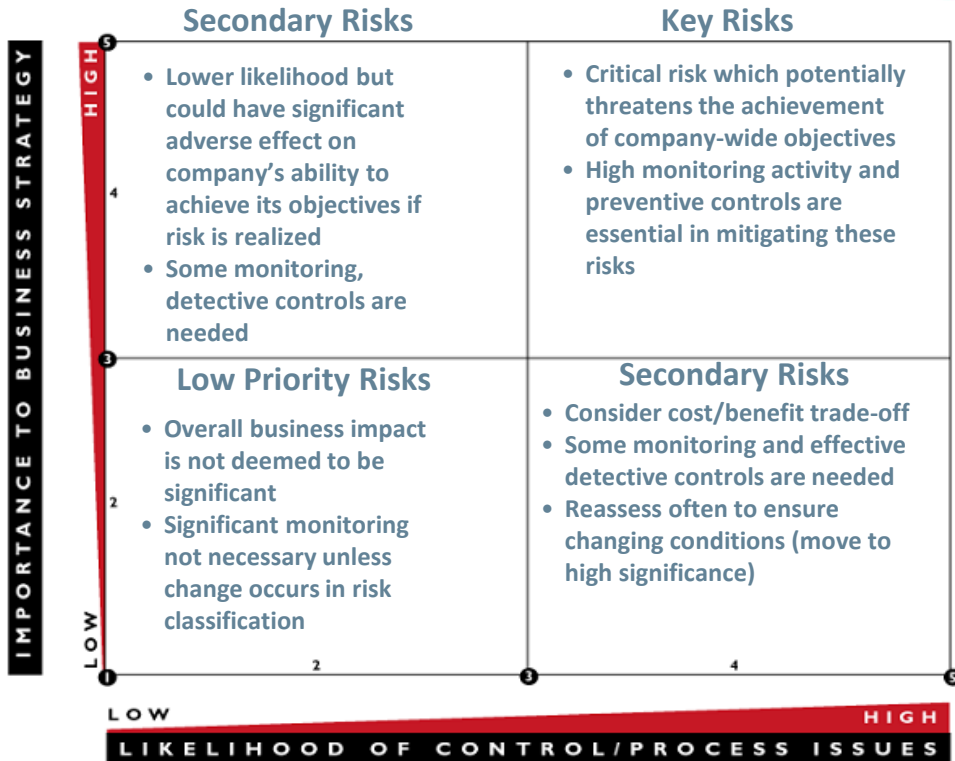 Secondary Risks
Key Risks
IMPORTANCE TO BUSINESS STRATEGY
HIGH
LOW
5
4
3
2
1
• Lower likelihood but
could have significant
adverse effect on
company's ability to
achieve its objectives if
risk is realized
• Some monitoring,
detective controls are
needed
• Critical risk which potentially
threatens the achievement
of company-wide objectives
• High monitoring activity and
preventive controls are
essential in mitigating these
risks
Low Priority Risks
• Overall business impact
is not deemed to be
significant
• Significant monitoring
not necessary unless
change occurs in risk
classification
Secondary Risks
• Consider cost/benefit trade-off
• Some monitoring and effective
detective controls are needed
• Reassess often to ensure
changing conditions (move to
high significance)
2
3
4
5
LOW
HIGH
LIKELIHOOD OF CONTROL/PROCESS ISSUES